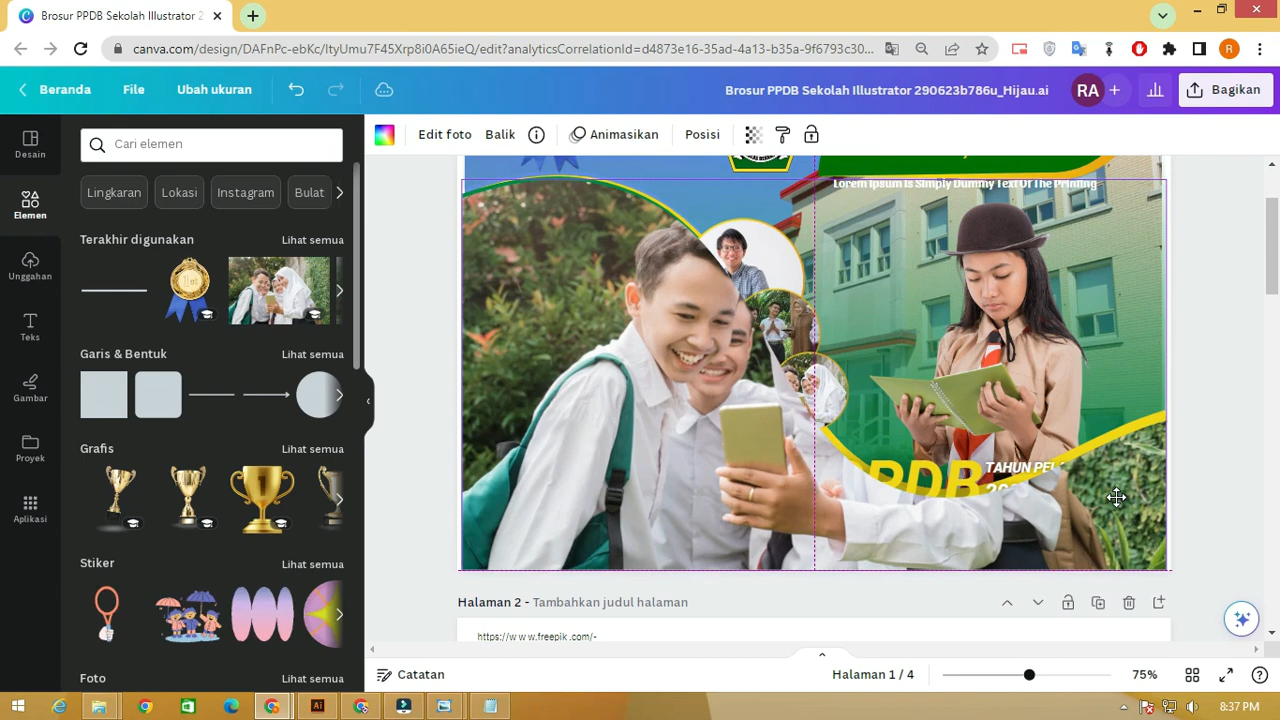 Brosur PPDB Sekolah Illustrator 2
canva.com/design/DAFnPc-ebKc/ItyUmu7F45Xrp8i0A65ieQ/edit?analyticsCorrelationId=d4873e16-35ad-4a13-b35a-9f6793c30...
Beranda File Ubah ukuran
Brosur PPDB Sekolah Illustrator 290623b786u_Hijau.ai
RA
Bagikan
Edit foto Balik Animasikan Posisi
Desain
Elemen
Unggahan
Teks
Gambar
Proyek
Aplikasi
Cari elemen
Lingkaran Lokasi Instagram Bulat
Terakhir digunakan Lihat semua
Garis & Bentuk Lihat semua
Grafis Lihat semua
Stiker Lihat semua
Foto Lihat semua
Lorem Ipsum Is Simply Dummy Text Of The Printing
PPDB
TAHUN
Halaman 2 - Tambahkan judul halaman
https://w w w.freepik .com/-
Catatan
Halaman 1 / 4
75%
R
Ai
8:37 PM